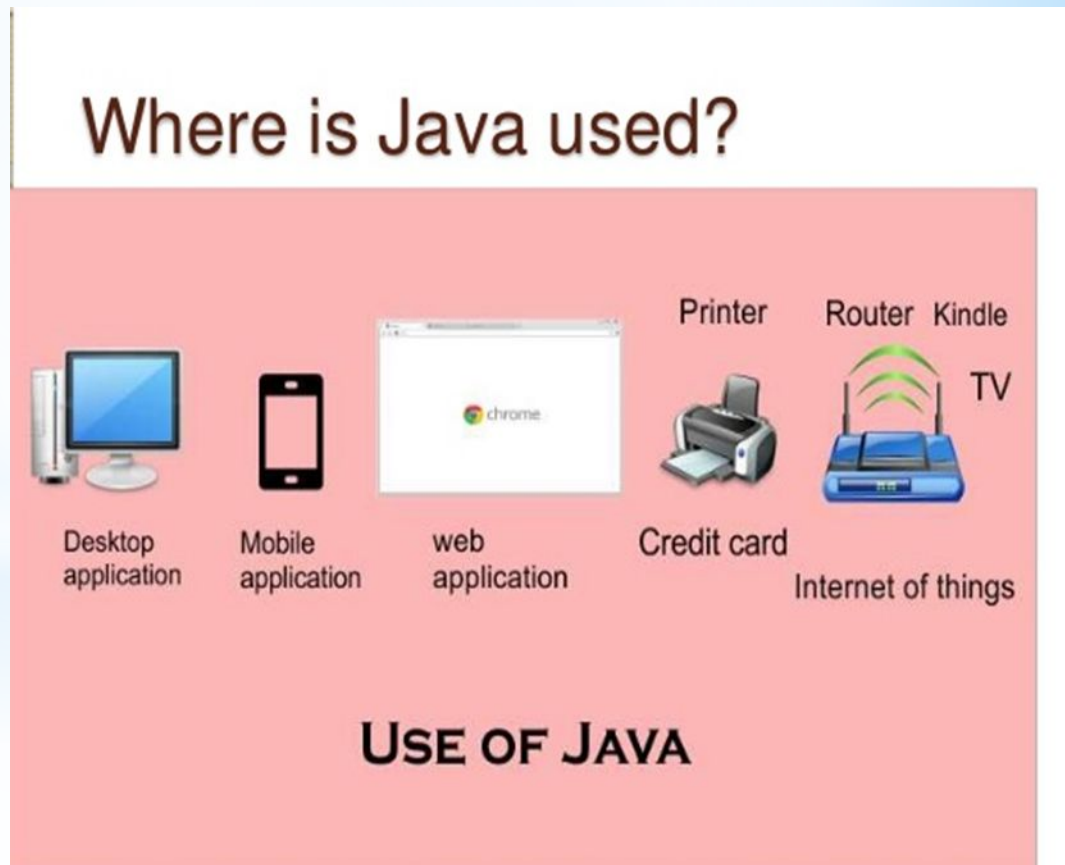 Where is Java used?
Printer
Router
Kindle
TV
chrome
Desktop
application
Mobile
application
web
application
Credit card
Internet of things
USE OF JAVA